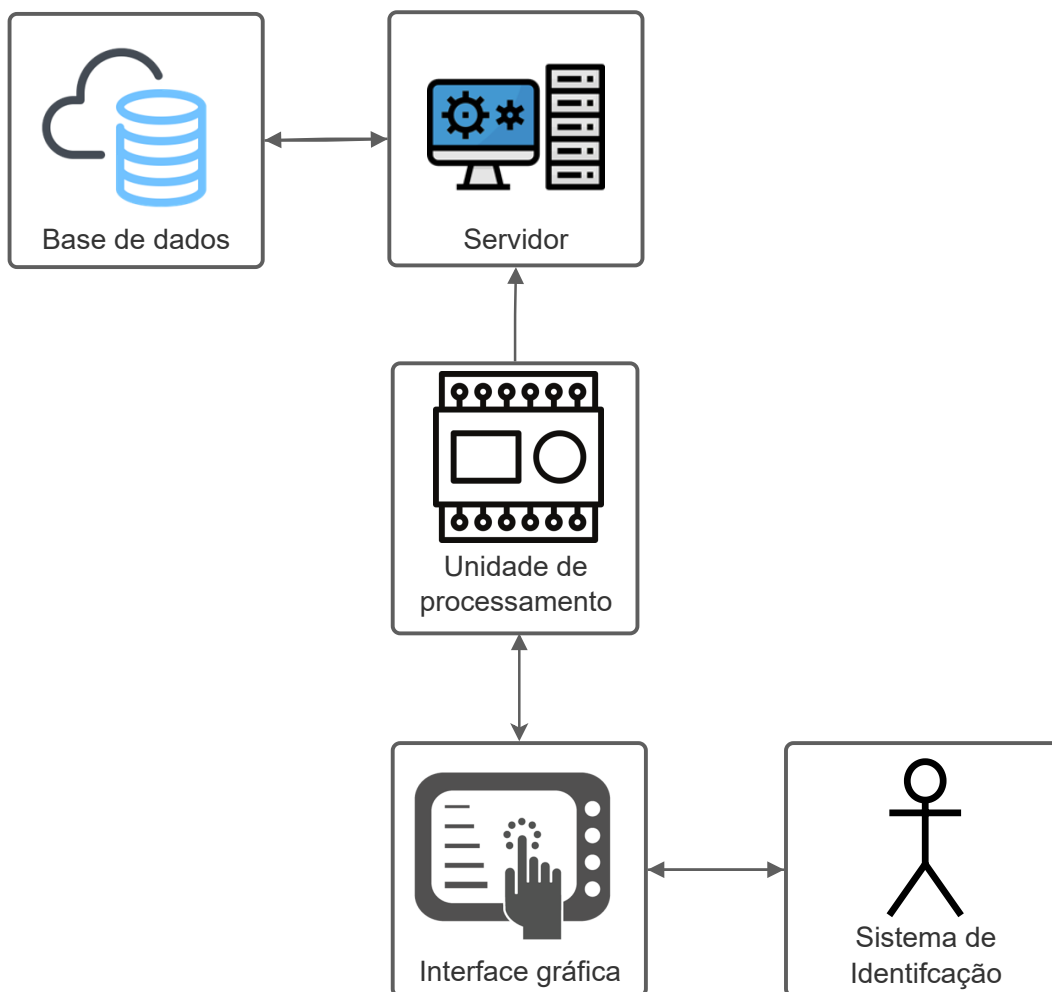 Base de dados
Servidor
Unidade de
processamento
Interface gráfica
Sistema de
Identifcação